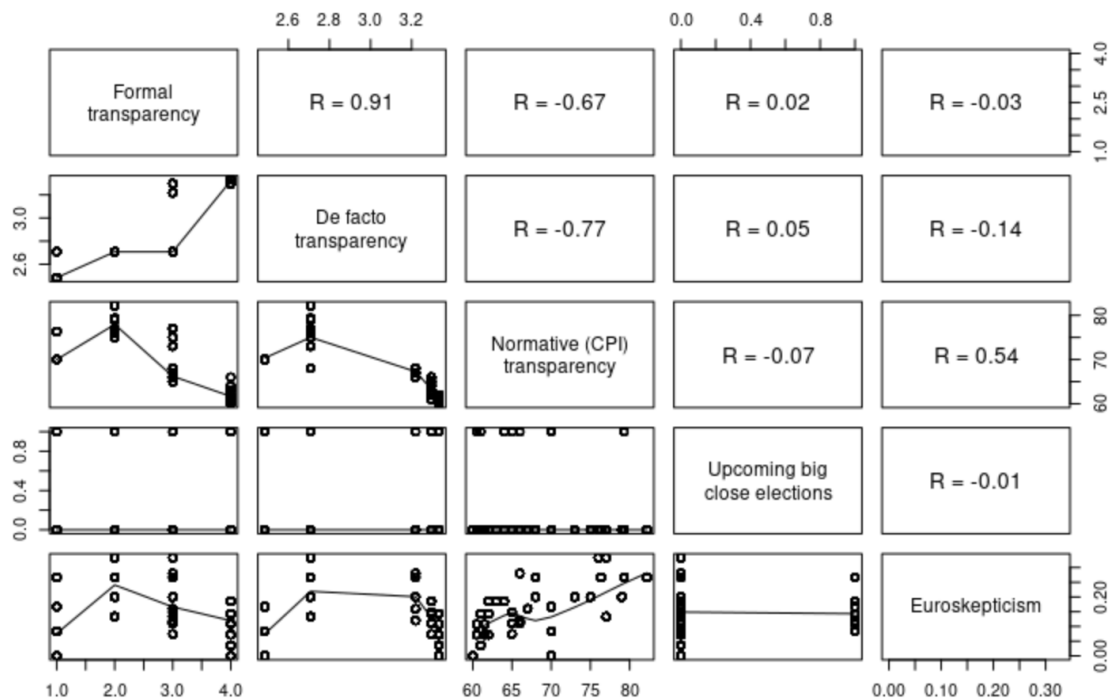 2.6 2.8 3.0 3.2 0.0 0.4 0.8
Formal
transparency
R = 0.91
R = -0.67
R = 0.02
R = -0.03
1.0 2.5 4.0
2.6 3.0
De facto
transparency
R = -0.77
R = 0.05
R = -0.14
Normative (CPI)
transparency
R = -0.07
R = 0.54
60 70 80
0.0 0.4 0.8
Upcoming big
close elections
R = -0.01
Euroskepticism
0.00 0.20
1.0 2.0 3.0 4.0 60 65 70 75 80 0.00 0.10 0.20 0.30